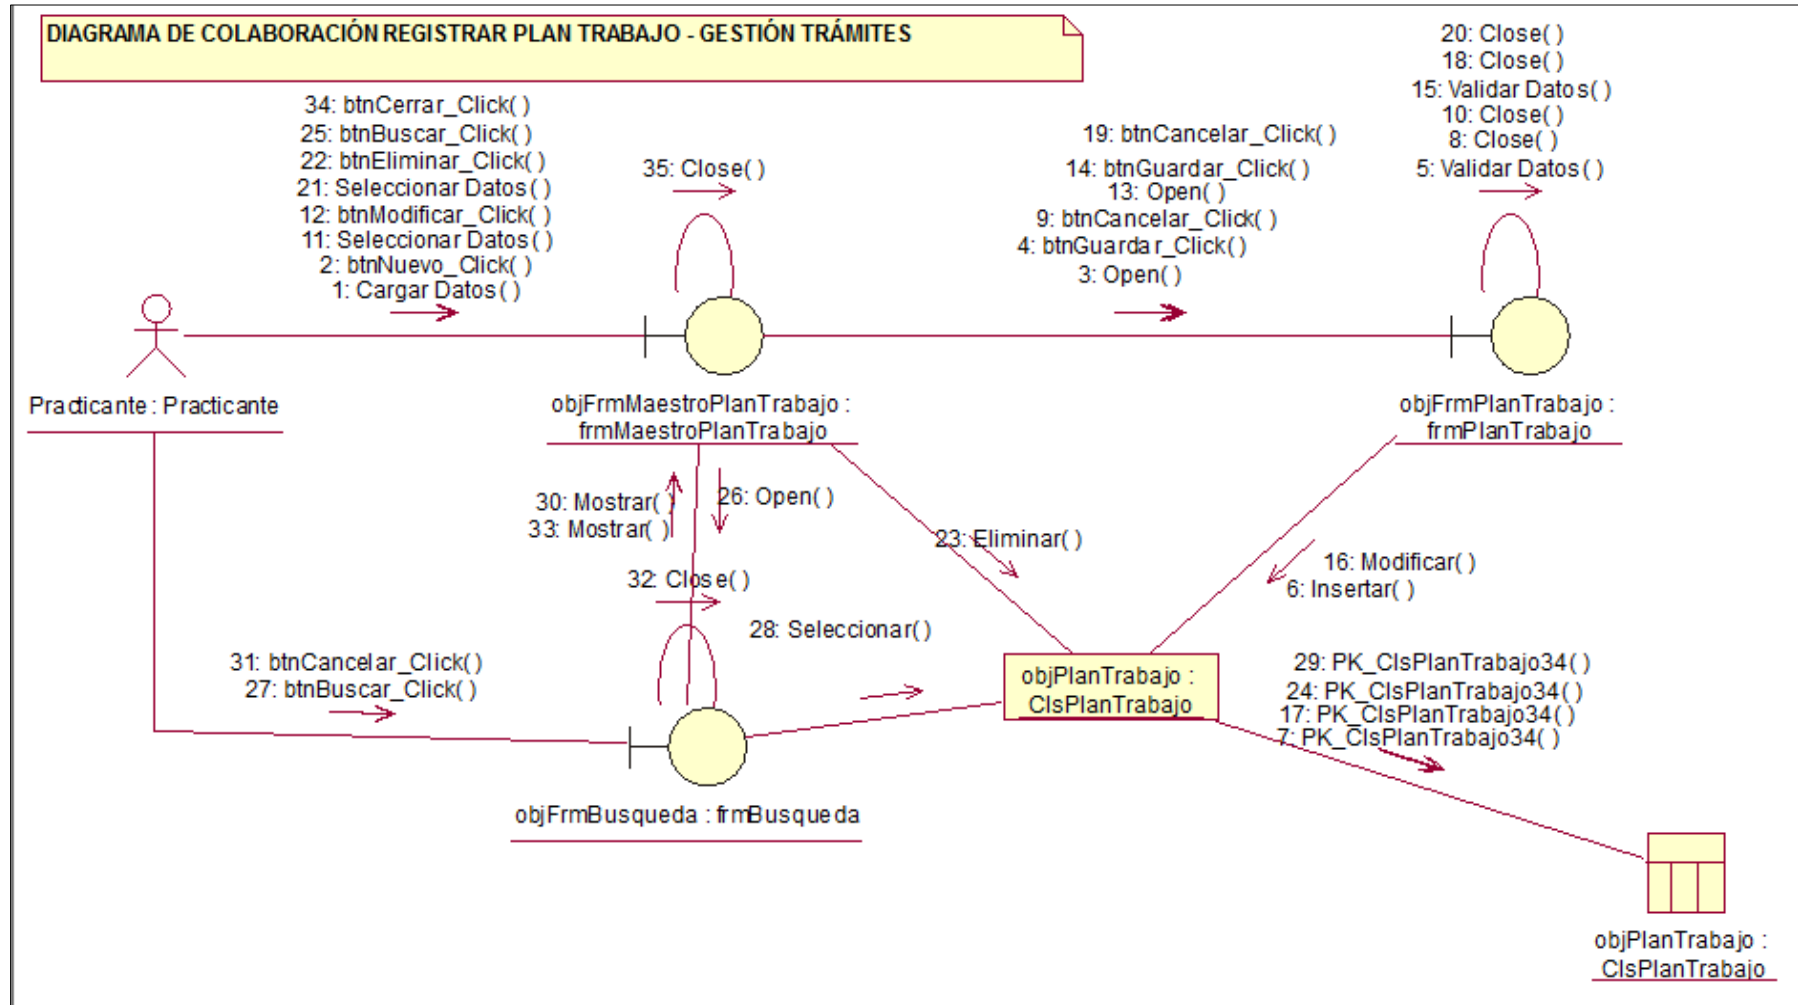 DIAGRAMA DE COLABORACIÓN REGISTRAR PLAN TRABAJO - GESTIÓN TRÁMITES
34: btnCerrar_Click( )
25: btnBuscar_Click( )
22: btnEliminar_Click( )
21: Seleccionar Datos( )
12: btnModificar_Click( )
11: Seleccionar Datos( )
2: btnNuevo_Click( )
1: Cargar Datos( )
35: Close( )
19: btnCancelar_Click( )
14: btnGuardar_Click( )
13: Open( )
9: btnCancelar_Click( )
4: btnGuardar_Click( )
3: Open( )
20: Close( )
18: Close( )
15: Validar Datos( )
10: Close( )
8: Close( )
5: Validar Datos( )
Practicante : Practicante
objFrmMaestroPlanTrabajo :
frmMaestroPlanTrabajo
objFrmPlanTrabajo :
frmPlanTrabajo
30: Mostrar( )
33: Mostrar( )
26: Open( )
23: Eliminar( )
16: Modificar( )
6: Insertar( )
32: Close( )
28: Seleccionar( )
31: btnCancelar_Click( )
27: btnBuscar_Click( )
objPlanTrabajo :
ClsPlanTrabajo
29: PK_ClsPlanTrabajo34( )
24: PK_ClsPlanTrabajo34( )
17: PK_ClsPlanTrabajo34( )
7: PK_ClsPlanTrabajo34( )
objFrmBusqueda : frmBusqueda
objPlanTrabajo :
ClsPlanTrabajo